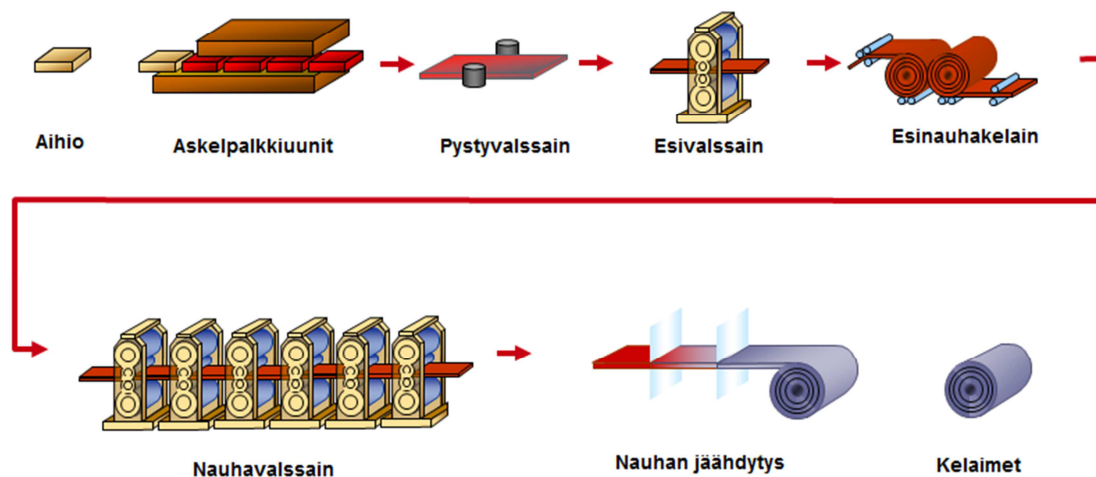 Aihio
Askelpalkkiuunit
Pystyvalssain
Esivalssain
Esinauhakelain
Nauhavalssain
Nauhan jäähdytys
Kelaimet